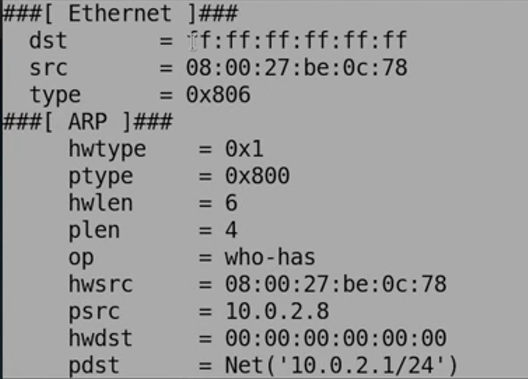 ###[ Ethernet ]###
  dst       = ff:ff:ff:ff:ff:ff
  src       = 08:00:27:be:0c:78
  type      = 0x806
###[ ARP ]###
     hwtype    = 0x1
     ptype     = 0x800
     hwlen     = 6
     plen      = 4
     op        = who-has
     hwsrc     = 08:00:27:be:0c:78
     psrc      = 10.0.2.8
     hwdst     = 00:00:00:00:00:00
     pdst      = Net('10.0.2.1/24')